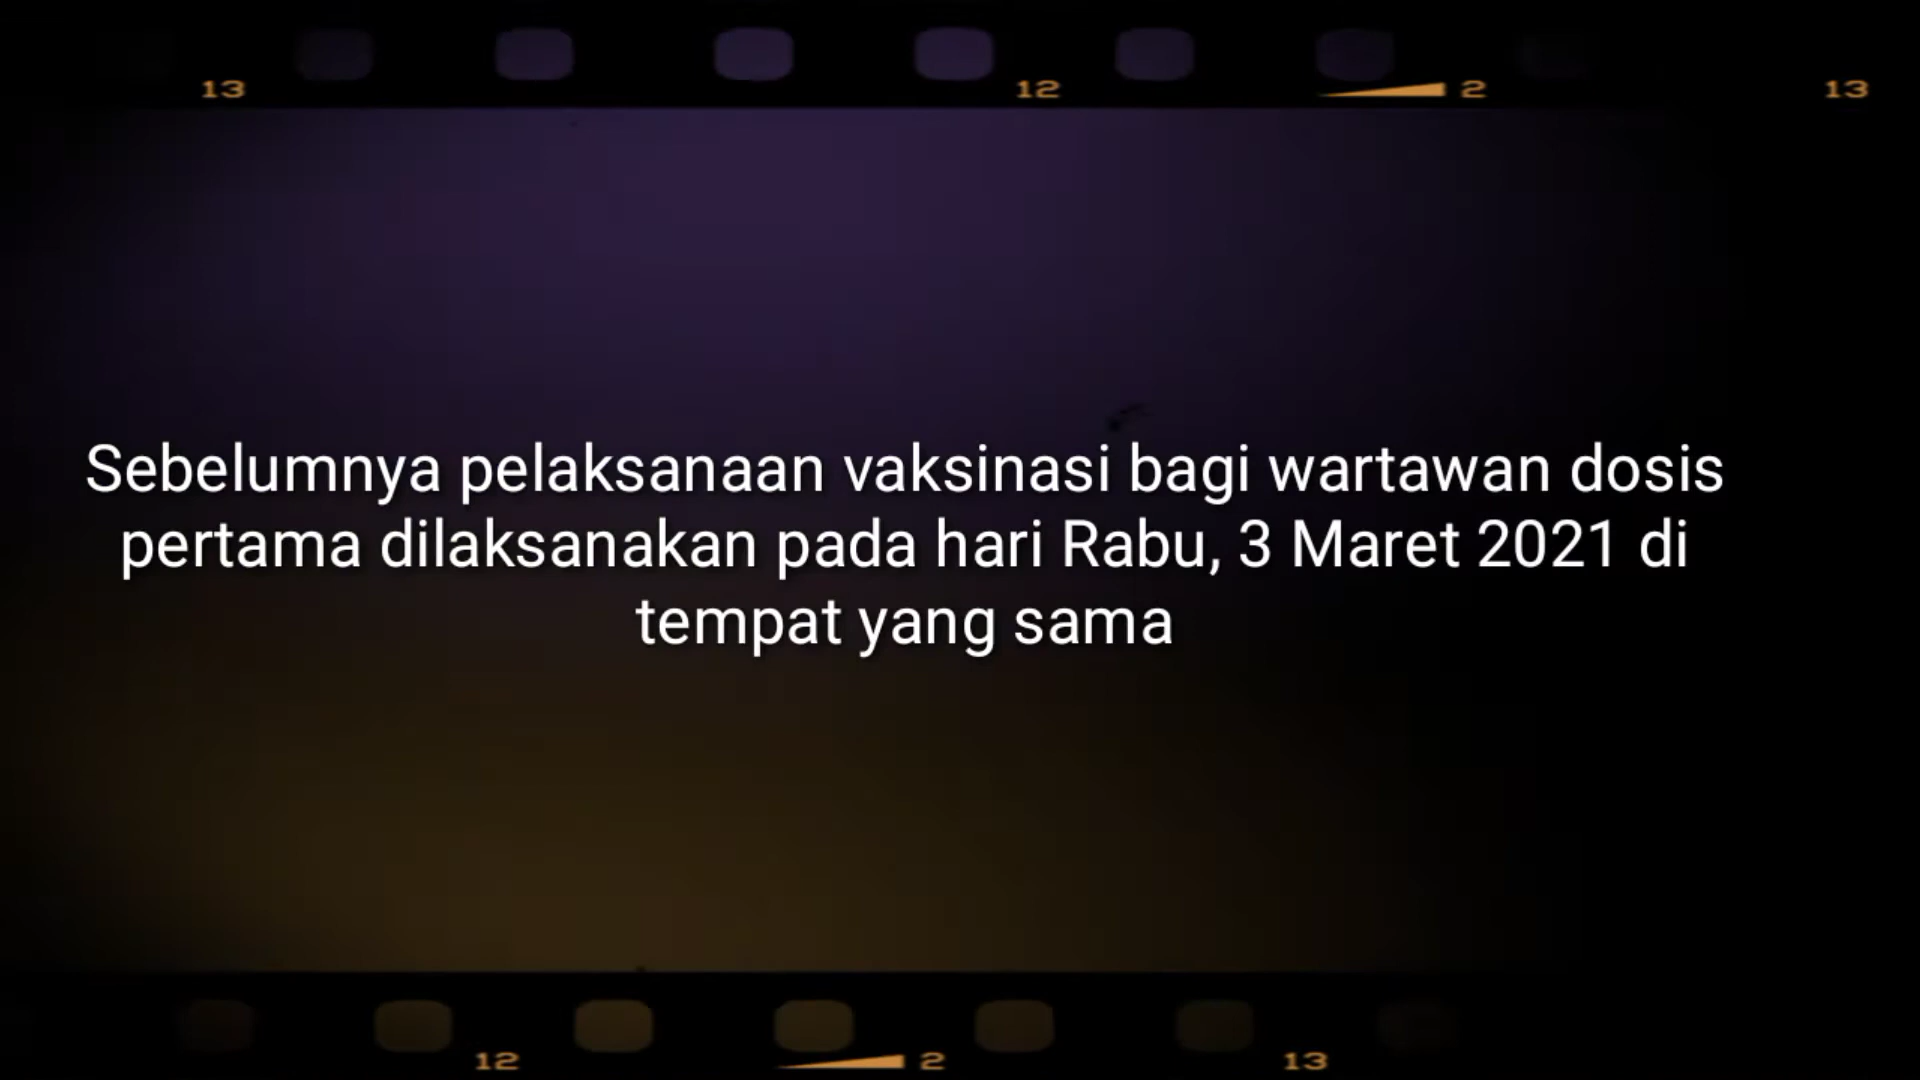 13 12 2 13
Sebelumnya pelaksanaan vaksinasi bagi wartawan dosis
pertama dilaksanakan pada hari Rabu, 3 Maret 2021 di
tempat yang sama
12 2 13